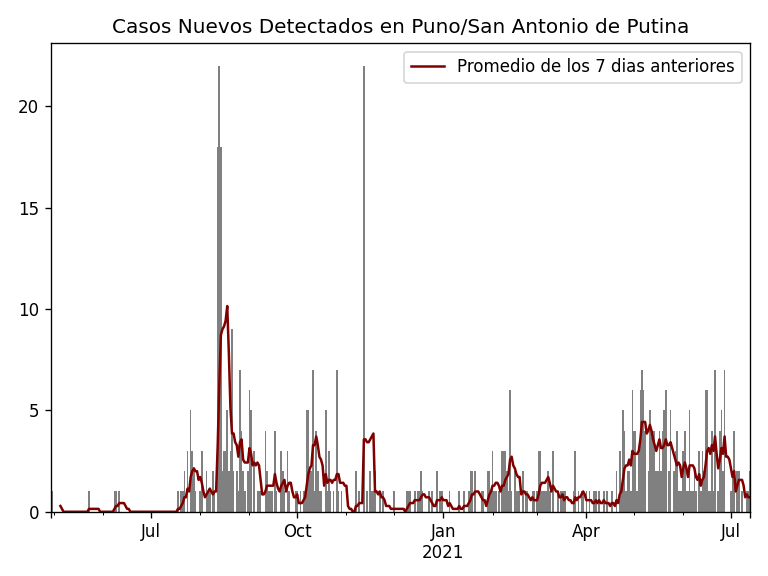 Casos Nuevos Detectados en Puno/San Antonio de Putina
Promedio de los 7 dias anteriores
20
15
10
5
0
Jul
Oct
Jan
2021
Apr
Jul